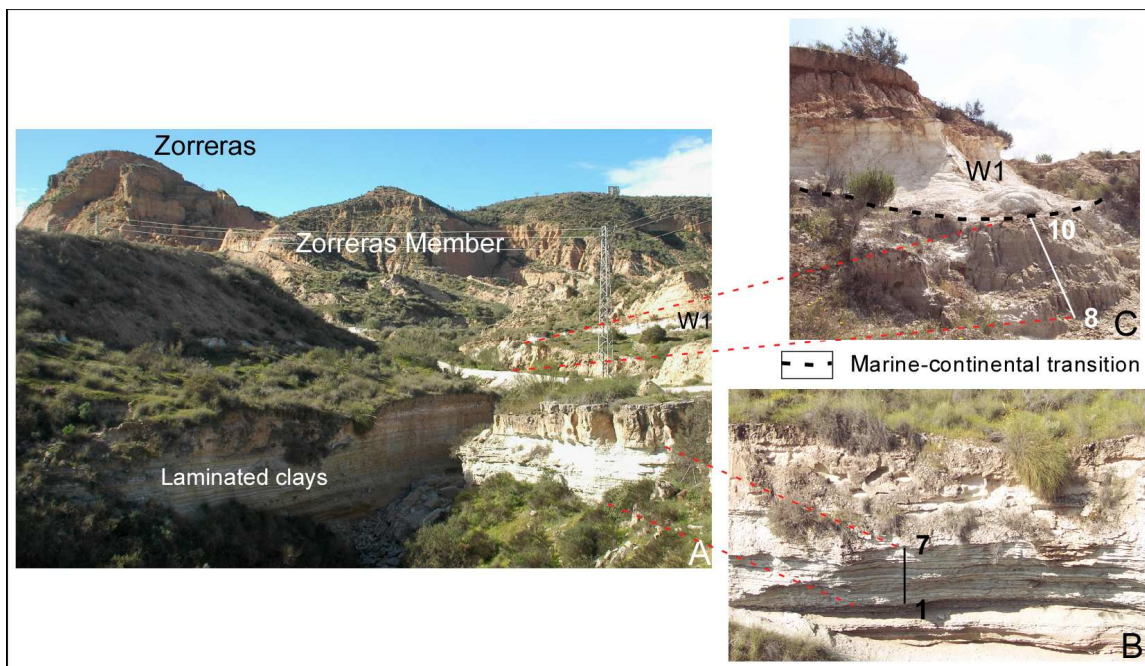 Zorreras
Zorreras Member
W1
Laminated clays
A
W1
10
8
C
Marine-continental transition
7
1
B